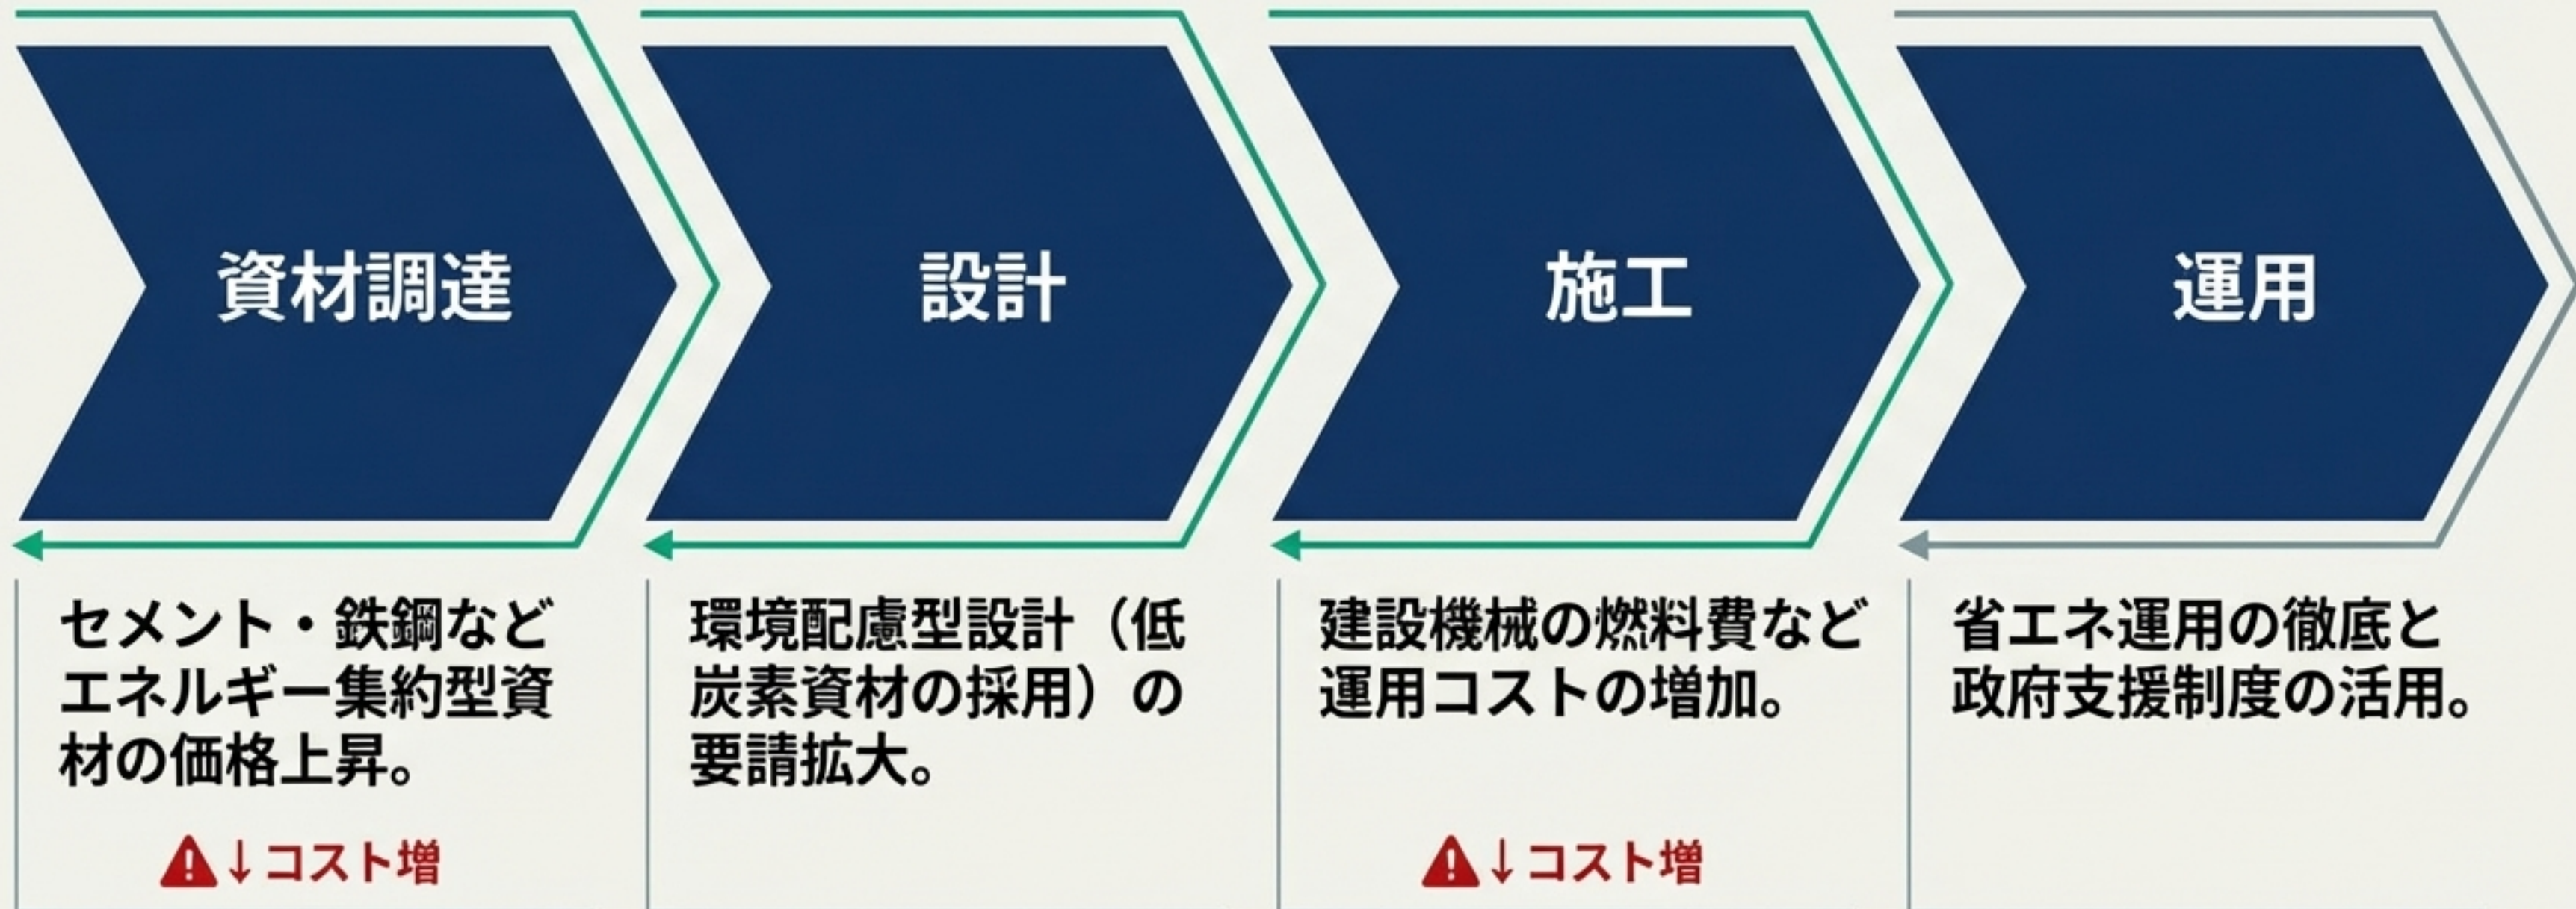 資材調達
設計
施工
運用
セメント・鉄鋼など
エネルギー集約型資
材の価格上昇。
↓コスト増
環境配慮型設計（低
炭素資材の採用）の
要請拡大。
建設機械の燃料費など
運用コストの増加。
↓コスト増
省エネ運用の徹底と
政府支援制度の活用。